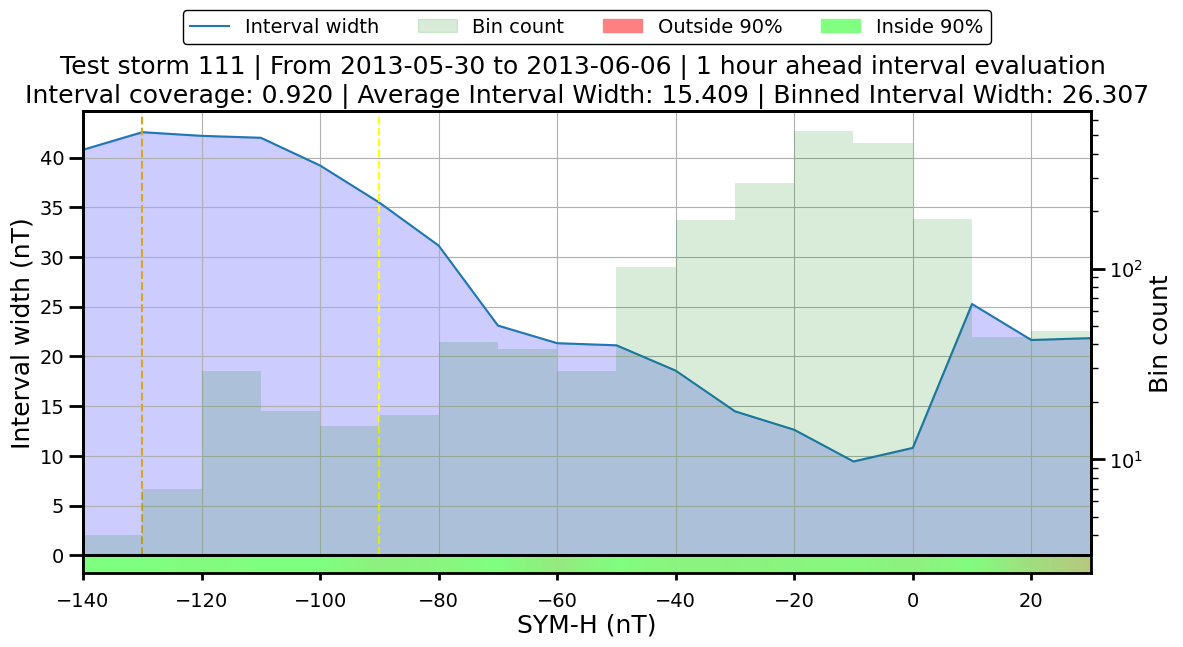 Interval width Bin count Outside 90% Inside 90%
Test storm 111 | From 2013-05-30 to 2013-06-06 | 1 hour ahead interval evaluation
Interval coverage: 0.920 | Average Interval Width: 15.409 | Binned Interval Width: 26.307
Interval width (nT)
40
35
30
25
20
15
10
5
0
10²
10¹
Bin count
−140 −120 −100 −80 −60 −40 −20 0 20
SYM-H (nT)